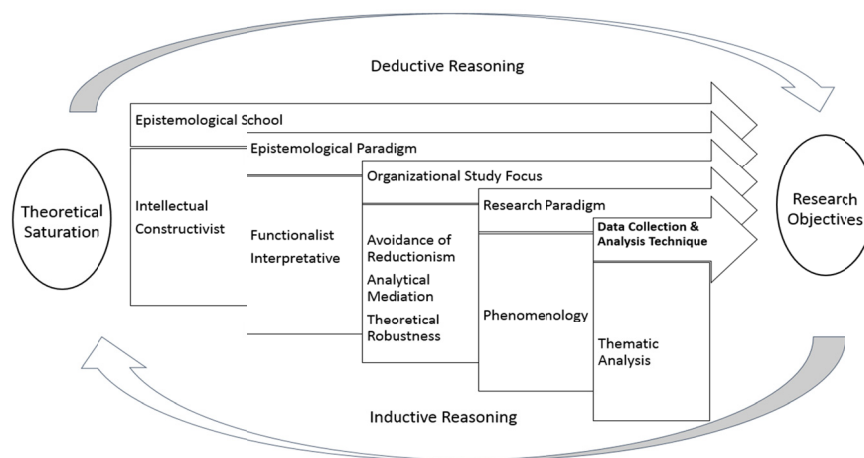 Deductive Reasoning
Epistemological School
Epistemological Paradigm
Organizational Study Focus
Research Paradigm
Data Collection &
Analysis Technique
Theoretical
Saturation
Intellectual
Constructivist
Functionalist
Interpretative
Avoidance of
Reductionism
Analytical
Mediation
Theoretical
Robustness
Phenomenology
Thematic
Analysis
Research
Objectives
Inductive Reasoning